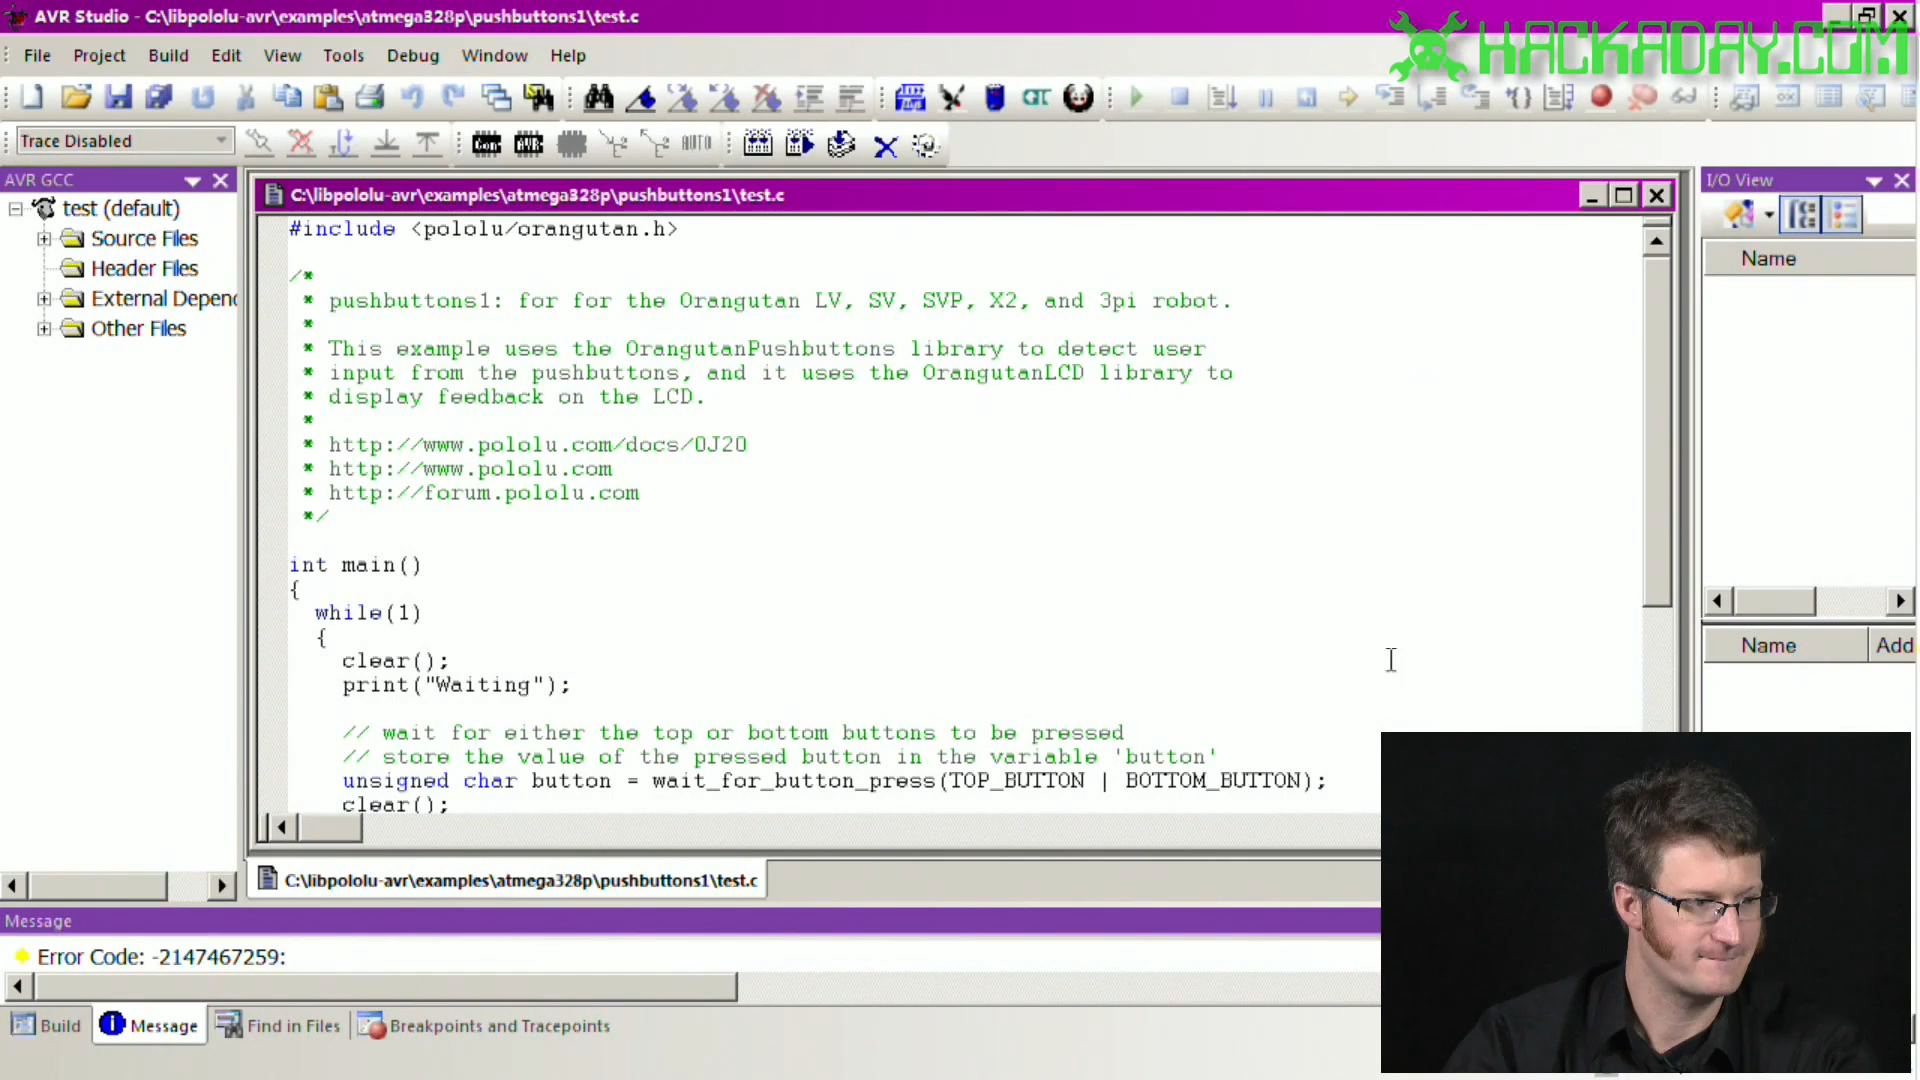 AVR Studio - C:\libpololu-avr\examples\atmega328p\pushbuttons1\test.c
HACKADAY.COM
File Project Build Edit View Tools Debug Window Help
Trace Disabled
AUTO
AVR GCC
test (default)
Source Files
Header Files
External Depend
Other Files
C:\libpololu-avr\examples\atmega328p\pushbuttons1\test.c
#include <pololu/orangutan.h>
/*
* pushbuttons1: for for the Orangutan LV, SV, SVP, X2, and 3pi robot.
*
* This example uses the OrangutanPushbuttons library to detect user
* input from the pushbuttons, and it uses the OrangutanLCD library to
* display feedback on the LCD.
*
* http://www.pololu.com/docs/0J20
* http://www.pololu.com
* http://forum.pololu.com
*/
int main()
{
while(1)
{
clear();
print("Waiting");
// wait for either the top or bottom buttons to be pressed
// store the value of the pressed button in the variable 'button'
unsigned char button = wait_for_button_press(TOP_BUTTON | BOTTOM_BUTTON);
clear();
C:\libpololu-avr\examples\atmega328p\pushbuttons1\test.c
I/O View
Name
Name Add
Message
Error Code: -2147467259:
Build Message Find in Files Breakpoints and Tracepoints